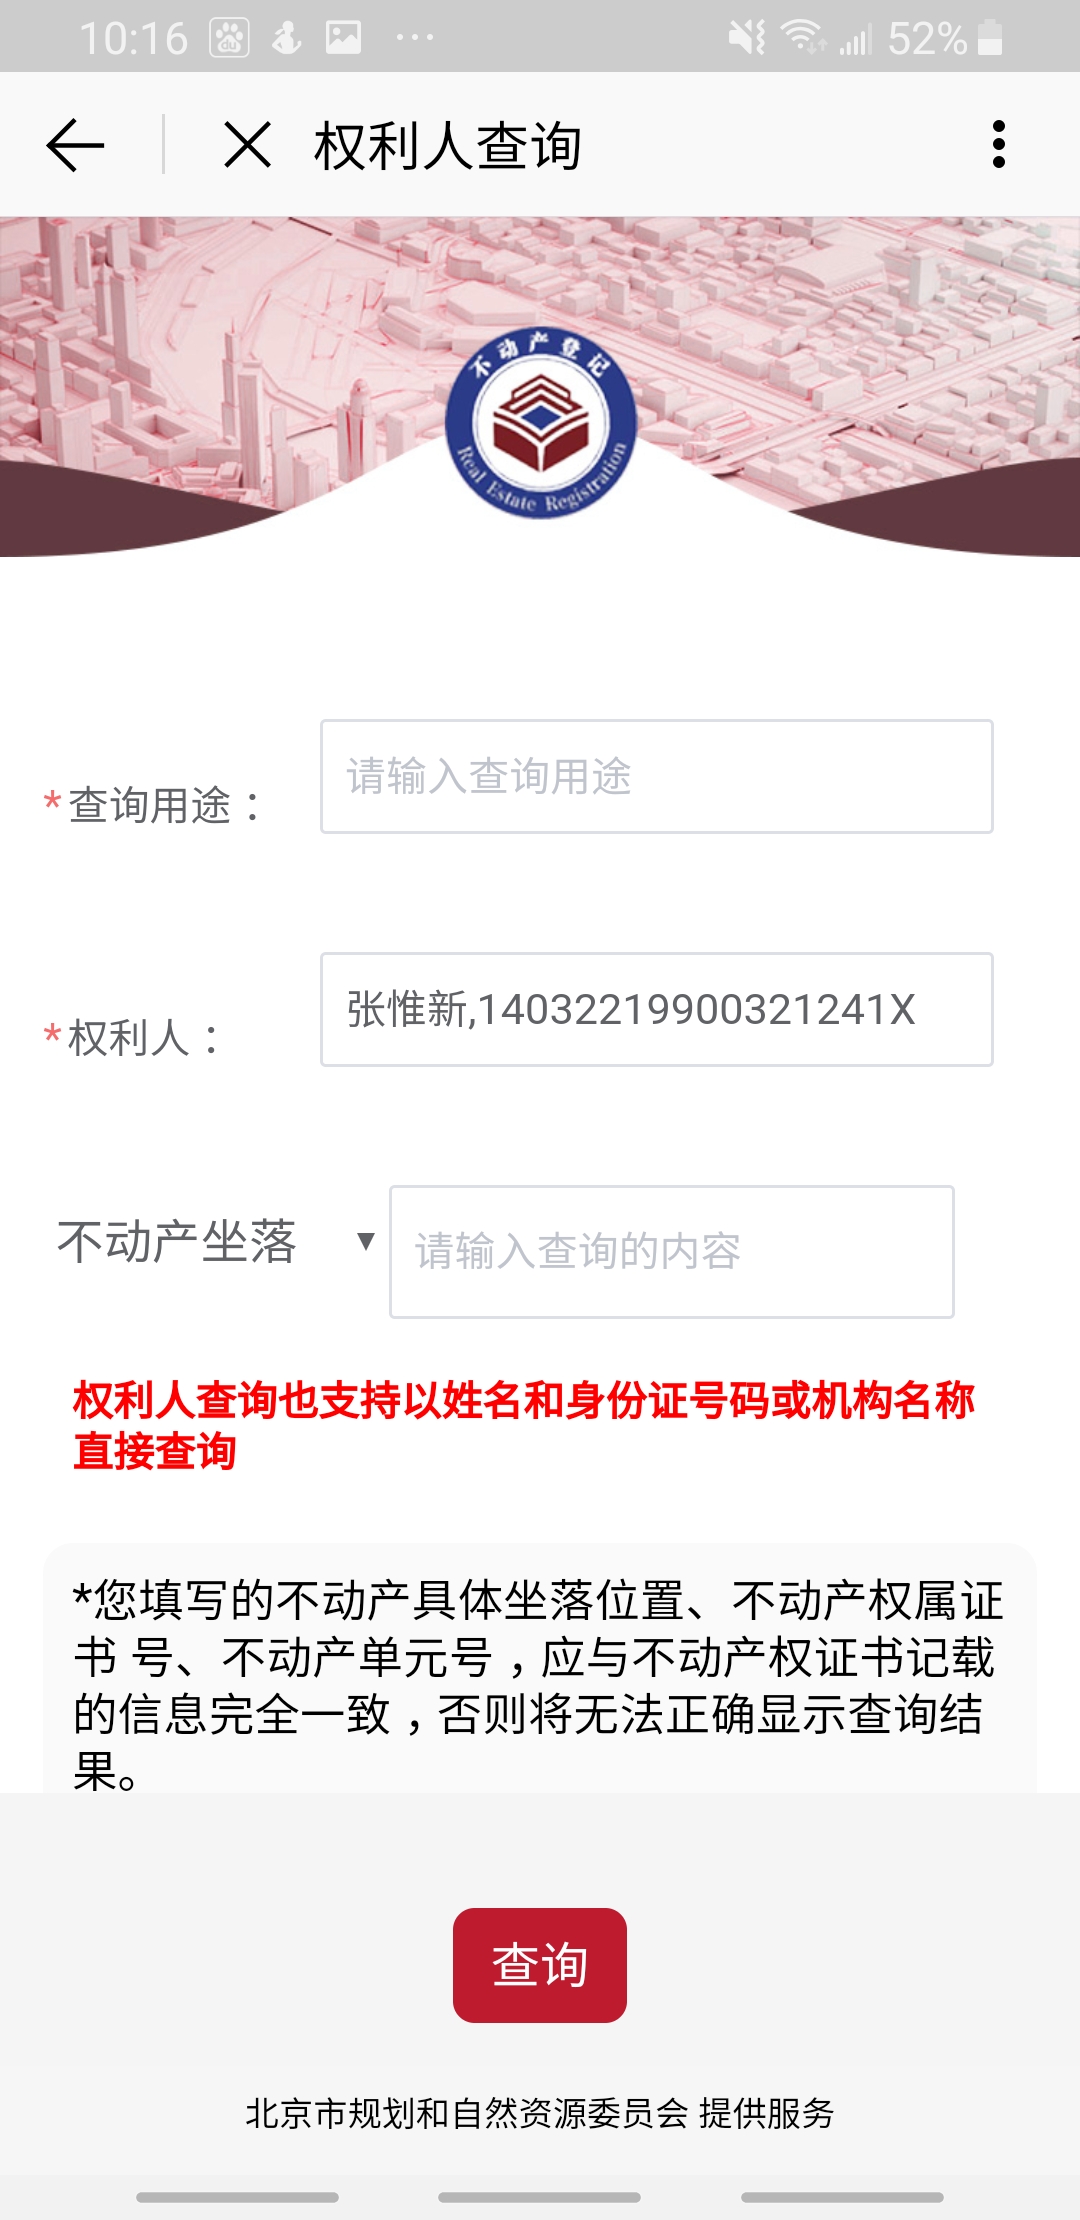 10:16
52%
权利人查询
不动产登记
Real Estate Registration
*查询用途：
请输入查询用途
*权利人：
张惟新,14032219900321241X
不动产坐落 ▼
请输入查询的内容
权利人查询也支持以姓名和身份证号码或机构名称
直接查询
*您填写的不动产具体坐落位置、不动产权属证
书 号、不动产单元号，应与不动产权证书记载
的信息完全一致，否则将无法正确显示查询结
果。
查询
北京市规划和自然资源委员会 提供服务